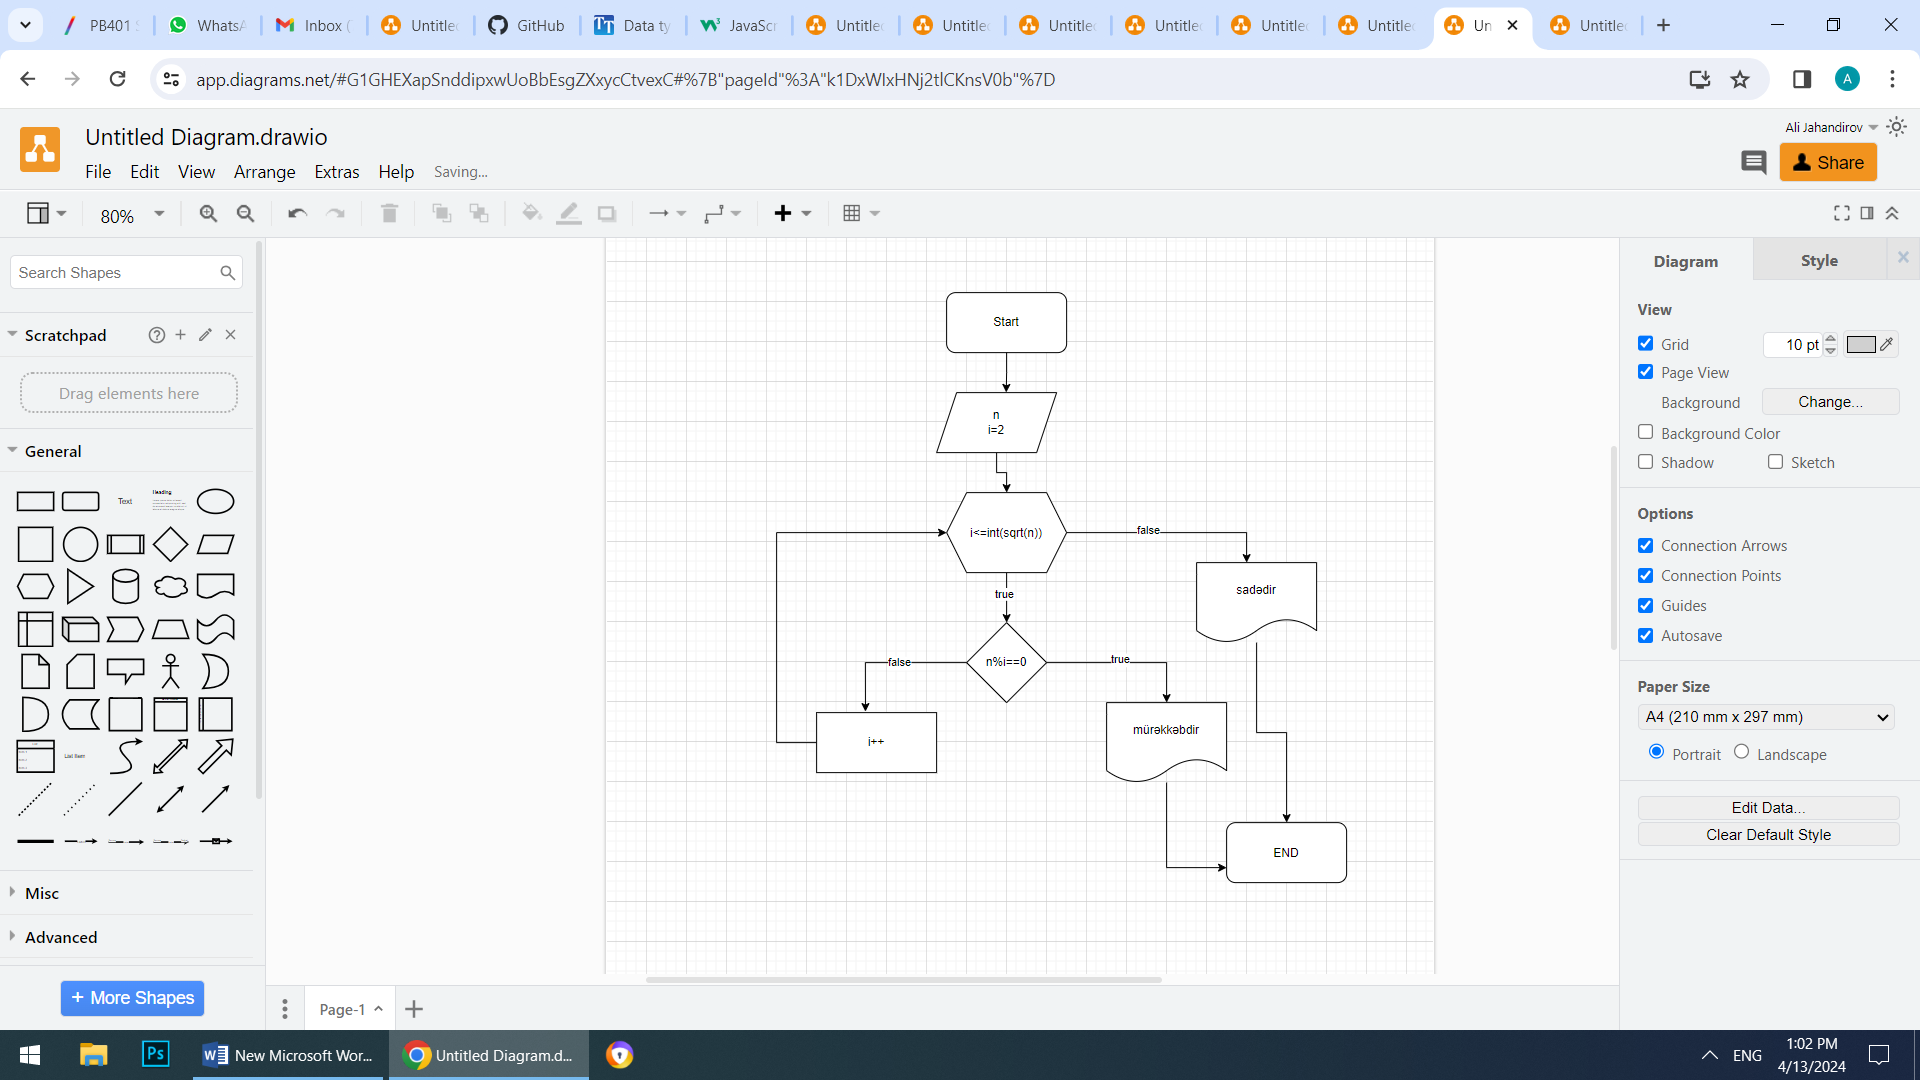 PB401
WhatsA
Inbox (
Untitle
GitHub
Data ty
JavaScr
Untitle
Untitle
Untitle
Untitle
Untitle
Untitle
Un
Untitle
app.diagrams.net/#G1GHEXapSnddipxwUoBbEsgZXxycCtvexC#%7B"pageId"%3A"k1DxWIxHNj2tlCKnsV0b"%7D
A
Untitled Diagram.drawio
Ali Jahandirov
File Edit View Arrange Extras Help Saving...
Share
80%
Search Shapes
Scratchpad
Drag elements here
General
Text
Heading
List Item
Misc
Advanced
+ More Shapes
Start
n
i=2
i<=int(sqrt(n))
false
true
sadədir
n%i==0
false
true
i++
mürəkkəbdir
END
Page-1
Diagram
Style
View
Grid
10 pt
Page View
Background
Change...
Background Color
Shadow
Sketch
Options
Connection Arrows
Connection Points
Guides
Autosave
Paper Size
A4 (210 mm x 297 mm)
Portrait
Landscape
Edit Data...
Clear Default Style
Ps
New Microsoft Wor...
Untitled Diagram.d...
ENG
1:02 PM
4/13/2024